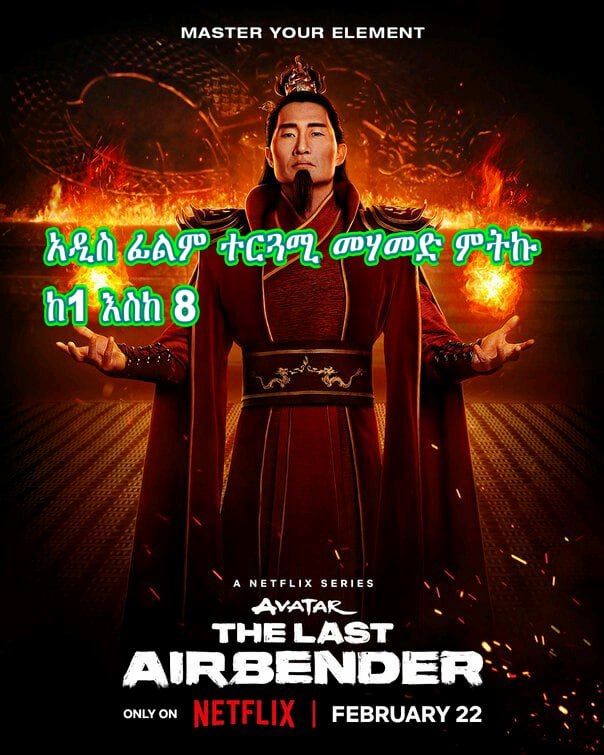 MASTER YOUR ELEMENT
አዲስ ፊልም ተርጓሚ መሃመድ ምትኩ
ከ1 እስከ 8
A NETFLIX SERIES
AVATAR
THE LAST
AIRBENDER
ONLY ON NETFLIX | FEBRUARY 22